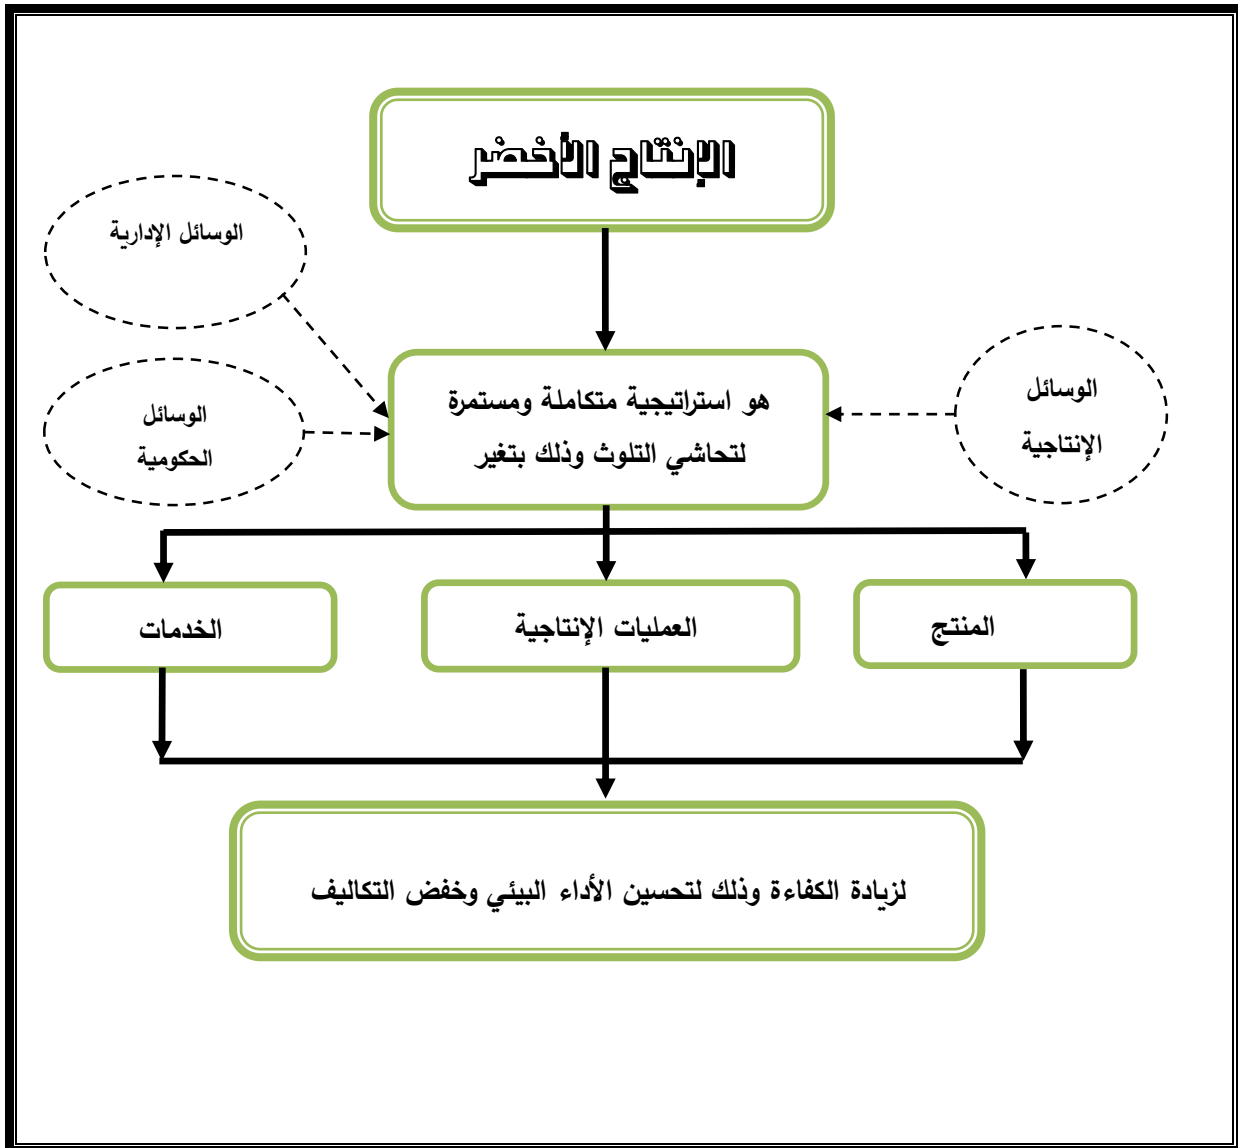 الإنتاج الأخضر
الوسائل الإدارية
هو استراتيجية متكاملة ومستمرة
لتحاشي التلوث وذلك بتغير
الوسائل
الإنتاجية
الوسائل
الحكومية
المنتج
العمليات الإنتاجية
الخدمات
لزيادة الكفاءة وذلك لتحسين الأداء البيئي وخفض التكاليف